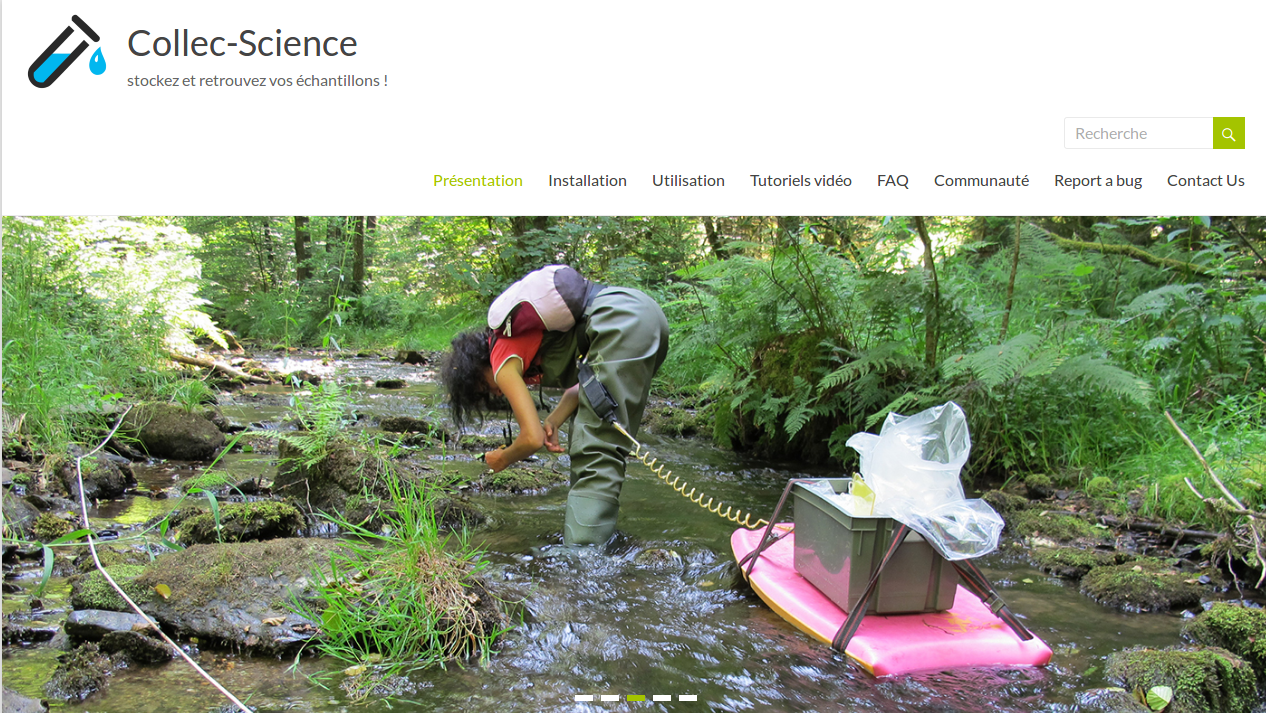 Collec-Science
stockez et retrouvez vos échantillons !
Recherche
Présentation Installation Utilisation Tutoriels vidéo FAQ Communauté Report a bug Contact Us